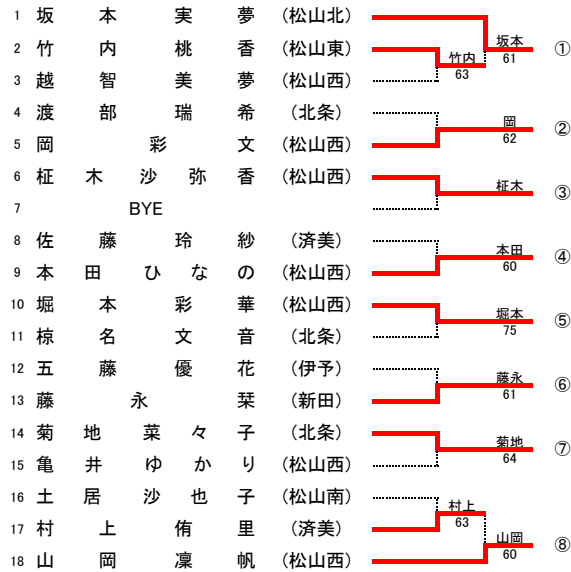 1 坂本実夢 (松山北)
坂本 ①
2 竹内桃香 (松山東)
竹内 61
63
3 越智美夢 (松山西)
4 渡部瑞希 (北条)
岡 ②
62
5 岡彩文 (松山西)
6 柾木沙弥香 (松山西)
柾木 ③
7 BYE
8 佐藤玲紗 (済美)
本田 ④
60
9 本田ひなの (松山西)
10 堀本彩華 (松山西)
堀本 ⑤
75
11 椋名文音 (北条)
12 五藤優花 (伊予)
藤永 ⑥
61
13 藤永栞 (新田)
14 菊地菜々子 (北条)
菊地 ⑦
64
15 亀井ゆかり (松山西)
16 土居沙也子 (松山南)
村上
63
17 村上侑里 (済美)
山岡 ⑧
60
18 山岡凜帆 (松山西)